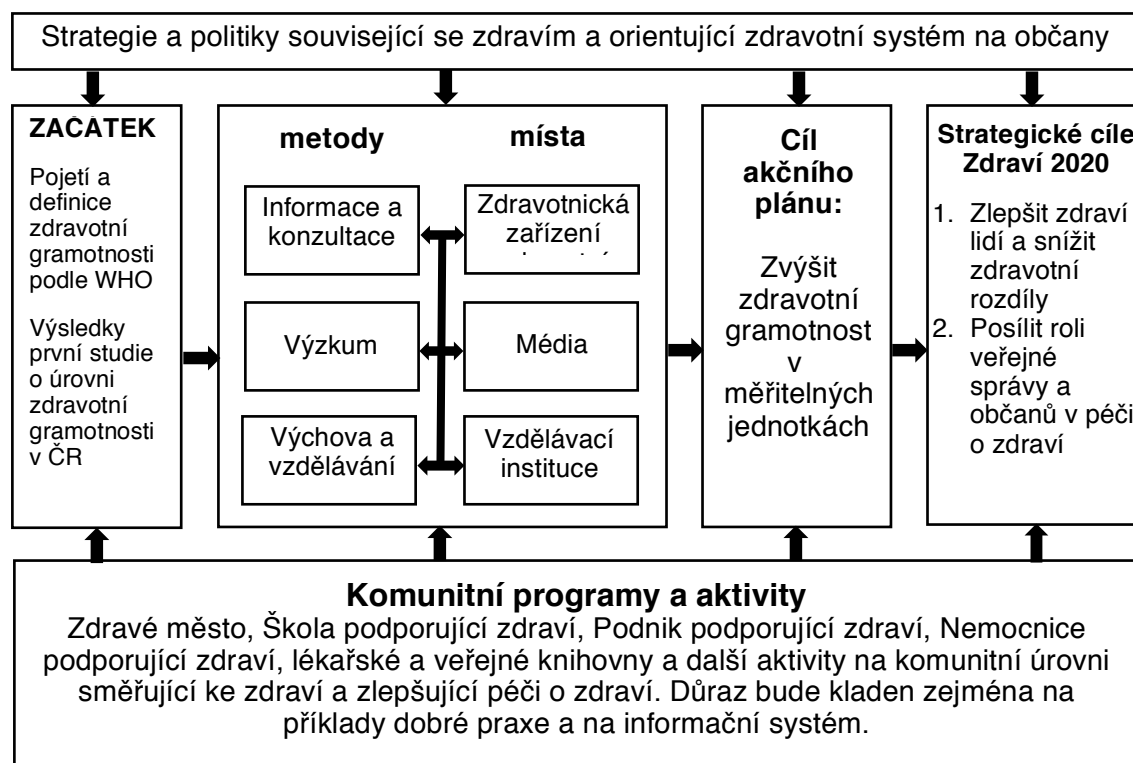 Strategie a politiky související se zdravím a orientující zdravotní systém na občany
ZAČÁTEK
Pojetí a
definice
zdravotní
gramotnosti
podle WHO
Výsledky
první studie
o úrovni
zdravotní
gramotnosti
v ČR
metody
místa
Informace a
konzultace
Zdravotnická
zařízení
Výzkum
Média
Výchova a
vzdělávání
Vzdělávací
instituce
Cíl
akčního
plánu:
Zvýšit
zdravotní
gramotnost
v
měřitelných
jednotkách
Strategické cíle
Zdraví 2020
1. Zlepšit zdraví
lidí a snížit
zdravotní
rozdíly
2. Posílit roli
veřejné
správy a
občanů v péči
o zdraví
Komunitní programy a aktivity
Zdravé město, Škola podporující zdraví, Podnik podporující zdraví, Nemocnice
podporující zdraví, lékařské a veřejné knihovny a další aktivity na komunitní úrovni
směřující ke zdraví a zlepšující péči o zdraví. Důraz bude kladen zejména na
příklady dobré praxe a na informační systém.